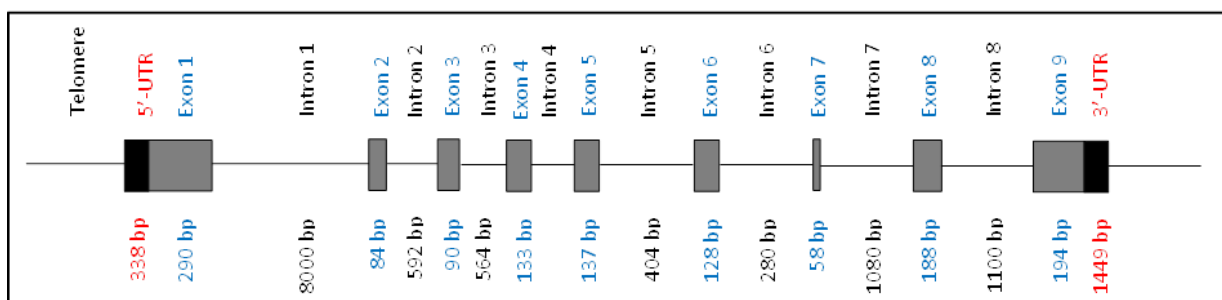 Telomere
5’-UTR
Exon 1
Intron 1
Exon 2
Intron 2
Exon 3
Intron 3
Exon 4
Intron 4
Exon 5
Intron 5
Exon 6
Intron 6
Exon 7
Intron 7
Exon 8
Intron 8
Exon 9
3’-UTR
338 bp
290 bp
8000 bp
84 bp
592 bp
90 bp
564 bp
133 bp
137 bp
404 bp
128 bp
280 bp
58 bp
1080 bp
188 bp
1100 bp
194 bp
1449 bp